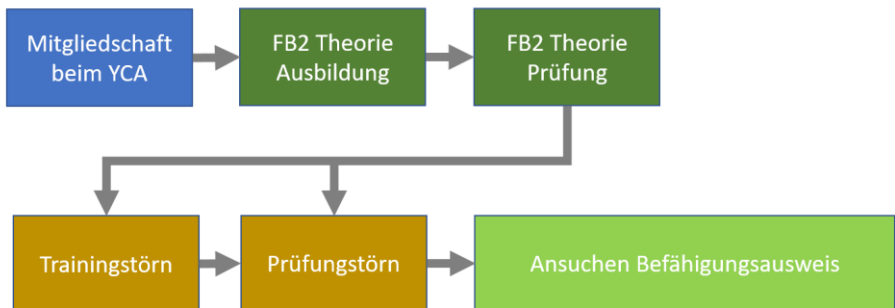 Mitgliedschaft
beim YCA
FB2 Theorie
Ausbildung
FB2 Theorie
Prüfung
Trainingstörn
Prüfungstörn
Ansuchen Befähigungsausweis